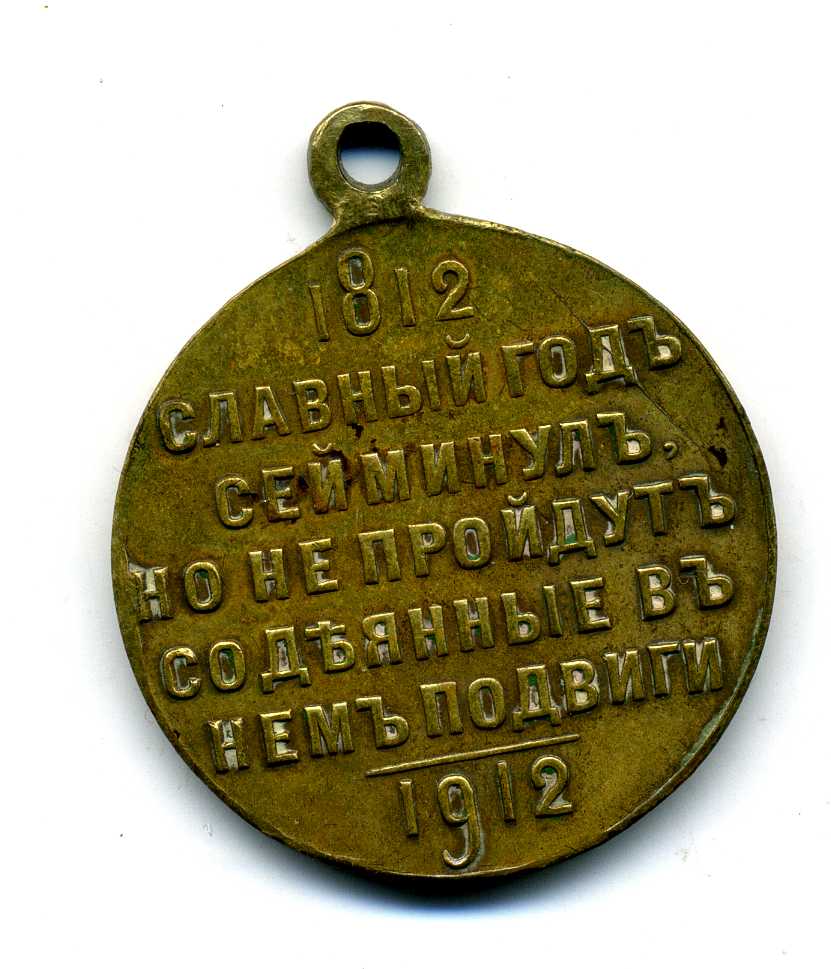 1812
СЛАВНЫЙ ГОДЪ
СЕЙ МИНУЛЪ,
НО НЕ ПРОЙДУТЪ
СОДѢЯННЫЕ ВЪ
НЕМЪ ПОДВИГИ
1912